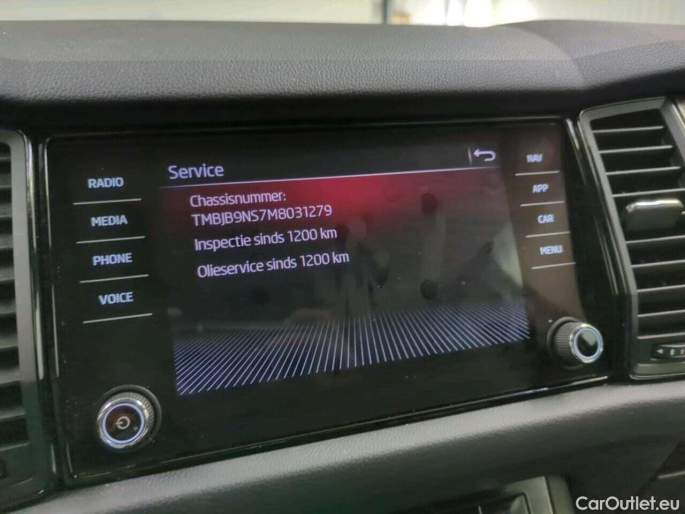 Service
RADIO
MEDIA
PHONE
VOICE
Chassisnummer:
TMBJB9NS7M8031279
Inspectie sinds 1200 km
Olieservice sinds 1200 km
NAV
APP
CAR
MENU
CarOutlet.eu